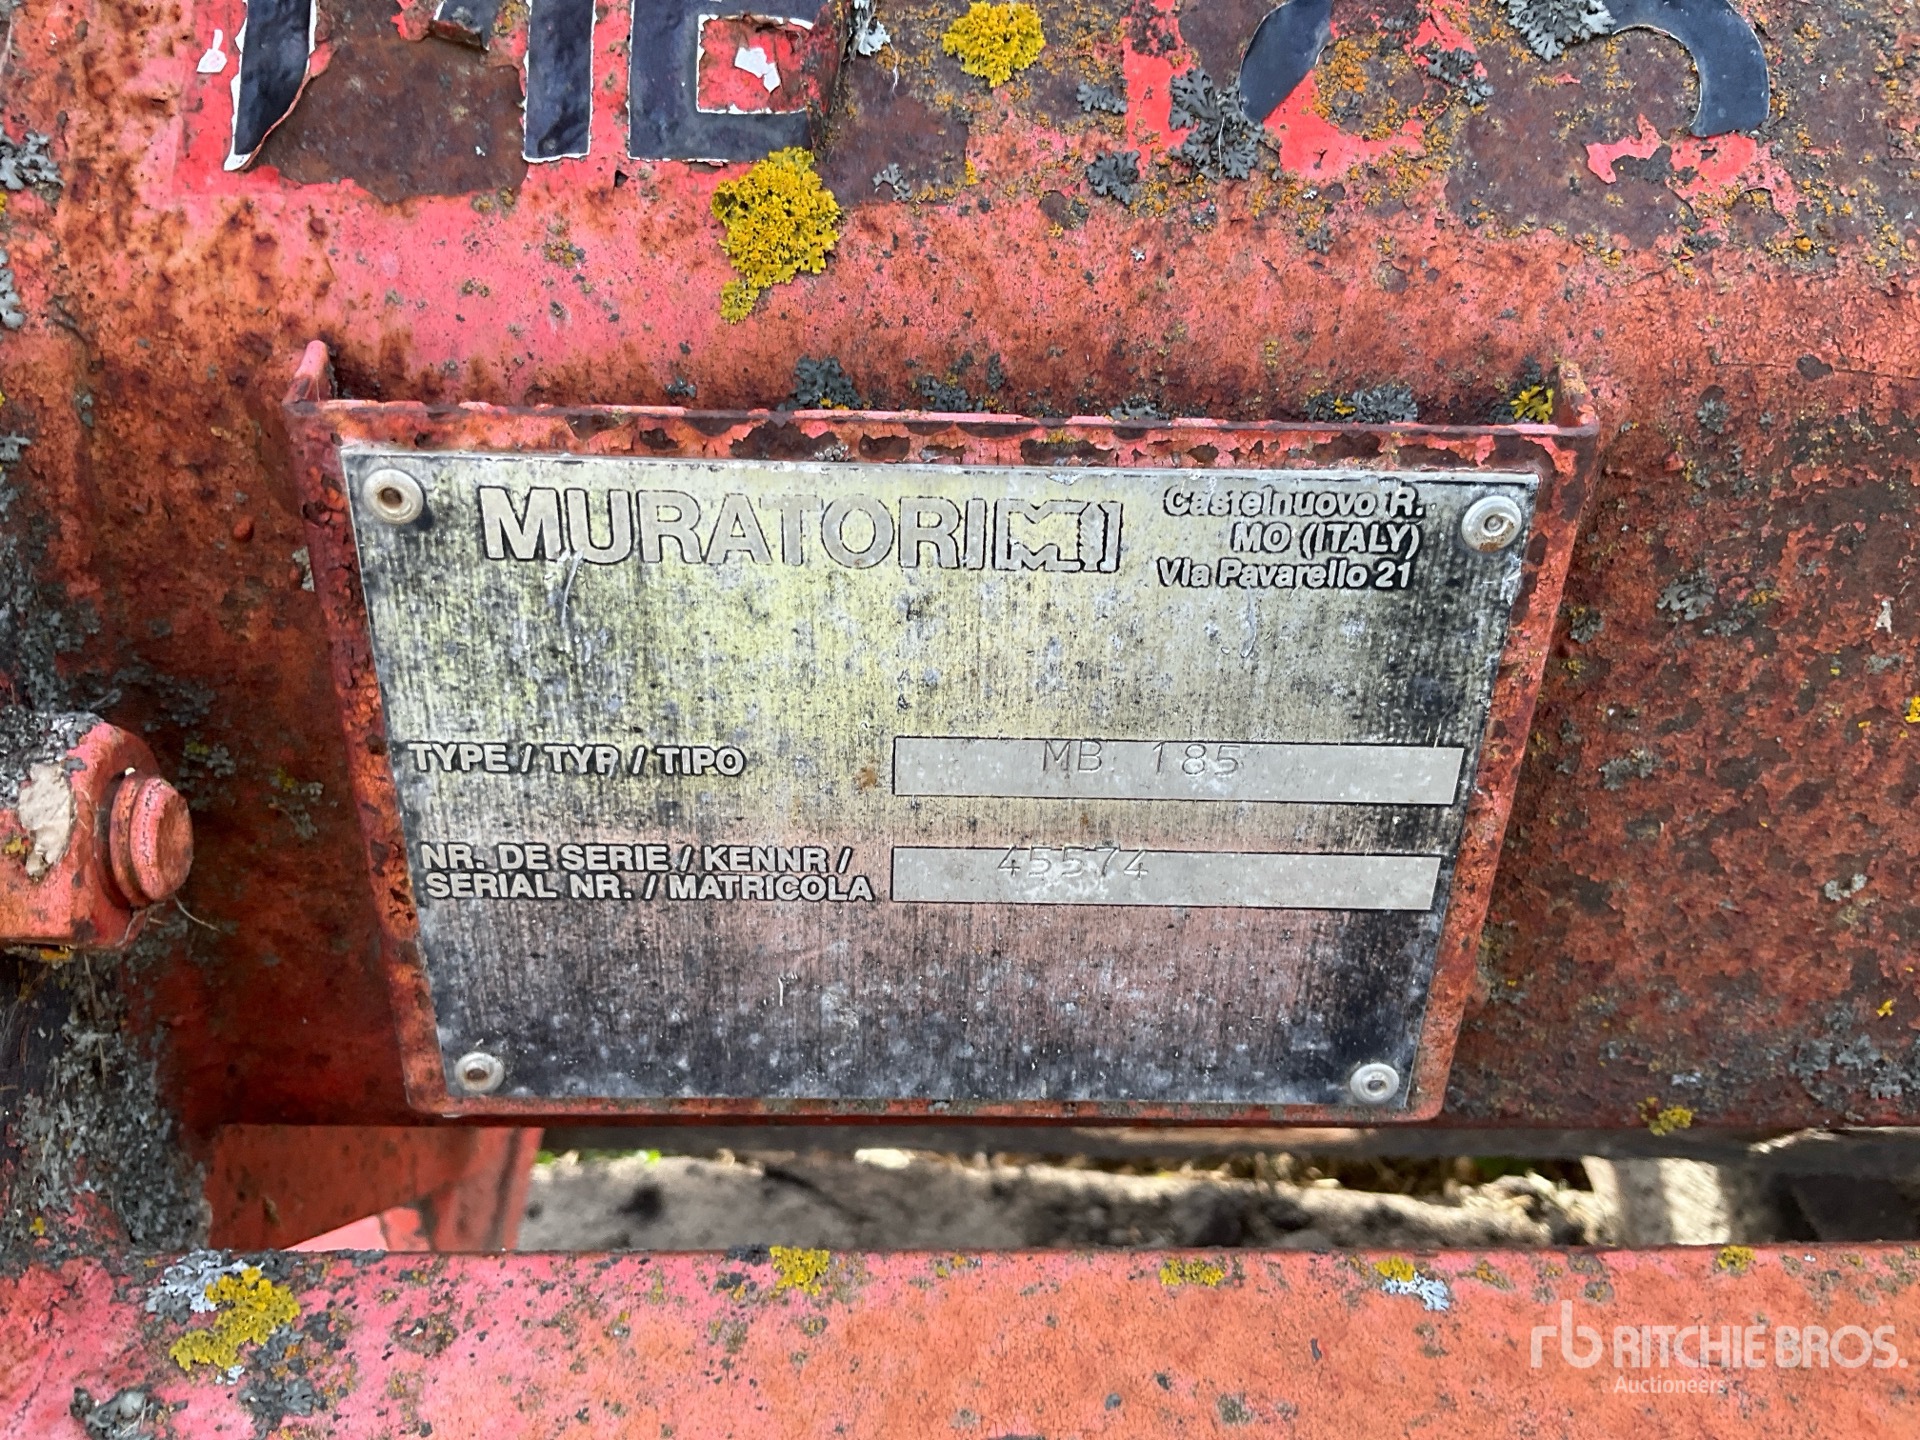 MURATORI
Castelnuovo R.
MO (ITALY)
Via Pavarello 21
TYPE / TYP / TIPO MB 185
NR. DE SERIE / KENNR /
SERIAL NR. / MATRICOLA 45574
rb RITCHIE BROS.
Auctioneers